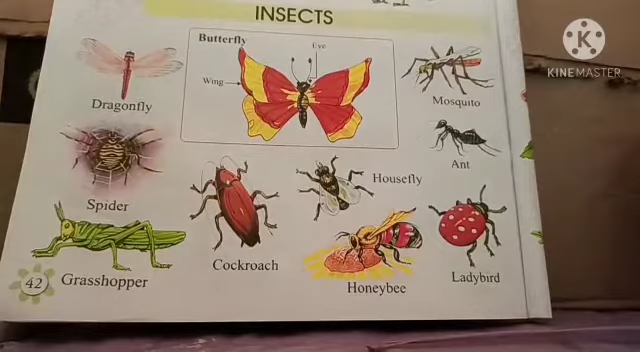 INSECTS
Butterfly
Eye
Wing
Dragonfly
Mosquito
Ant
Spider
Housefly
Cockroach
Grasshopper
Honeybee
Ladybird
42
KINEMASTER